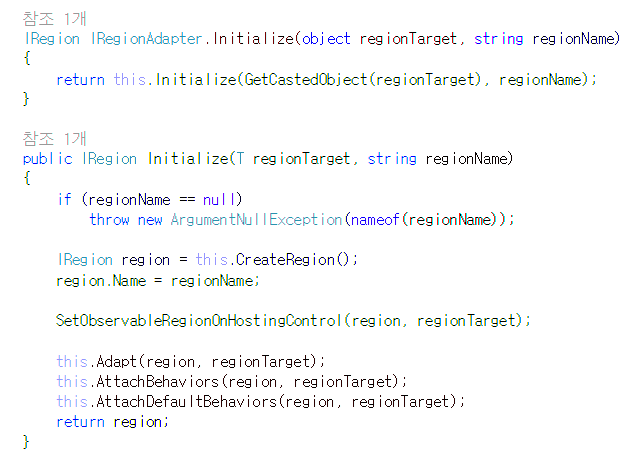 참조 1개
IRegion IRegionAdapter.Initialize(object regionTarget, string regionName)
{
    return this.Initialize(GetCastedObject(regionTarget), regionName);
}

참조 1개
public IRegion Initialize(T regionTarget, string regionName)
{
    if (regionName == null)
        throw new ArgumentNullException(nameof(regionName));

    IRegion region = this.CreateRegion();
    region.Name = regionName;

    SetObservableRegionOnHostingControl(region, regionTarget);

    this.Adapt(region, regionTarget);
    this.AttachBehaviors(region, regionTarget);
    this.AttachDefaultBehaviors(region, regionTarget);
    return region;
}